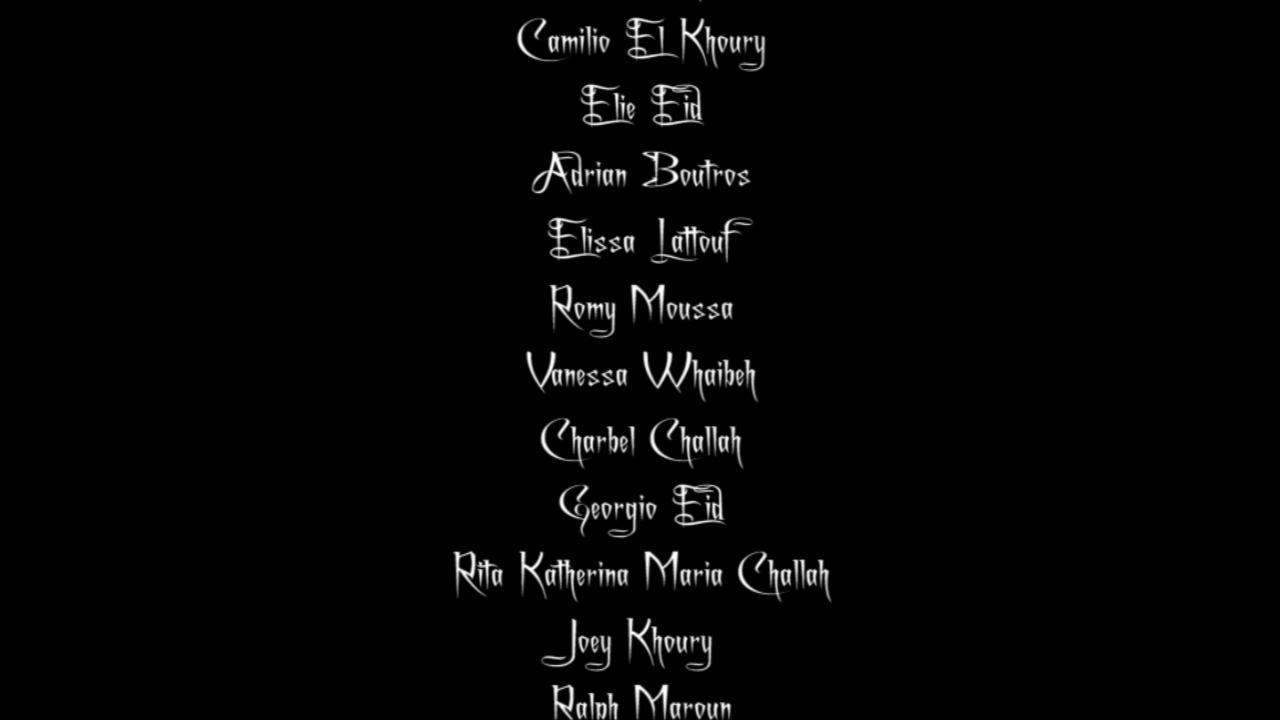 Camilio El Khoury
Elie Eid
Adrian Boutros
Elissa Lattouf
Romy Moussa
Vanessa Whaibeh
Charbel Challah
Georgio Eid
Rita Katherina Maria Challah
Joey Khoury
Ralph Maroun